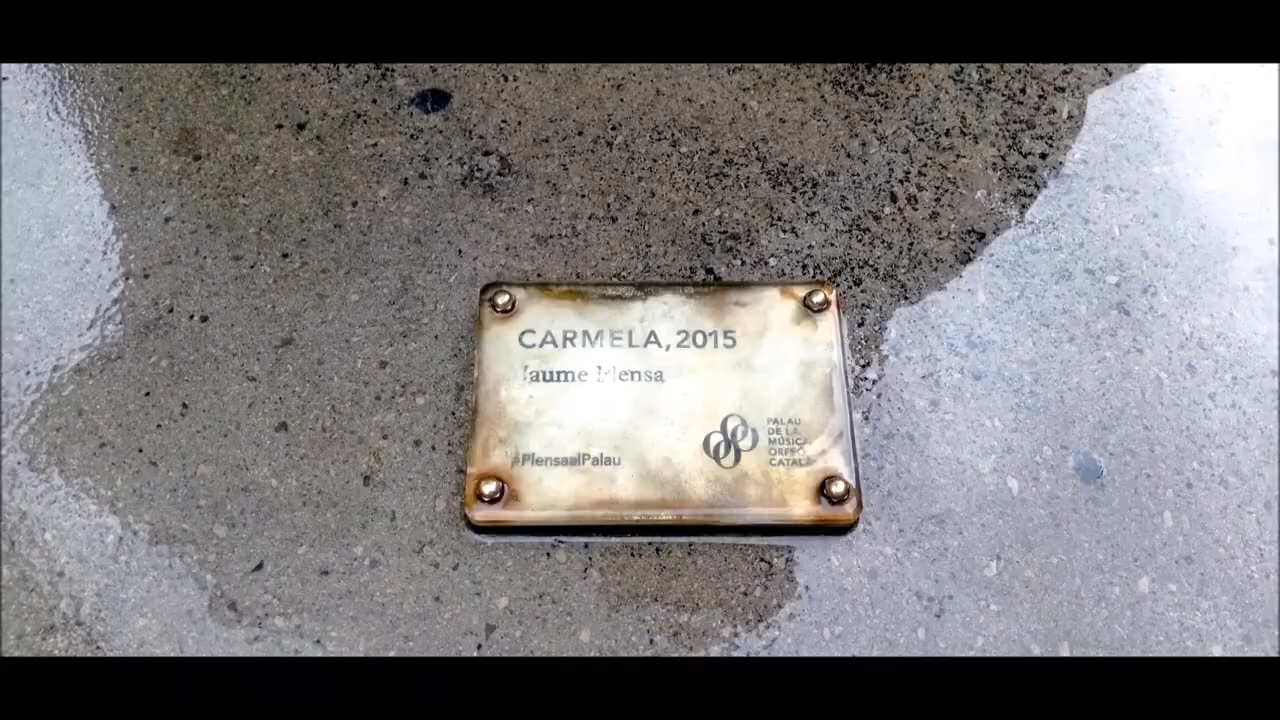 CARMELA, 2015
Jaume Plensa
#PlensaalPalau
PALAU
DE LA
MÚSICA
ORFEÓ
CATALÀ